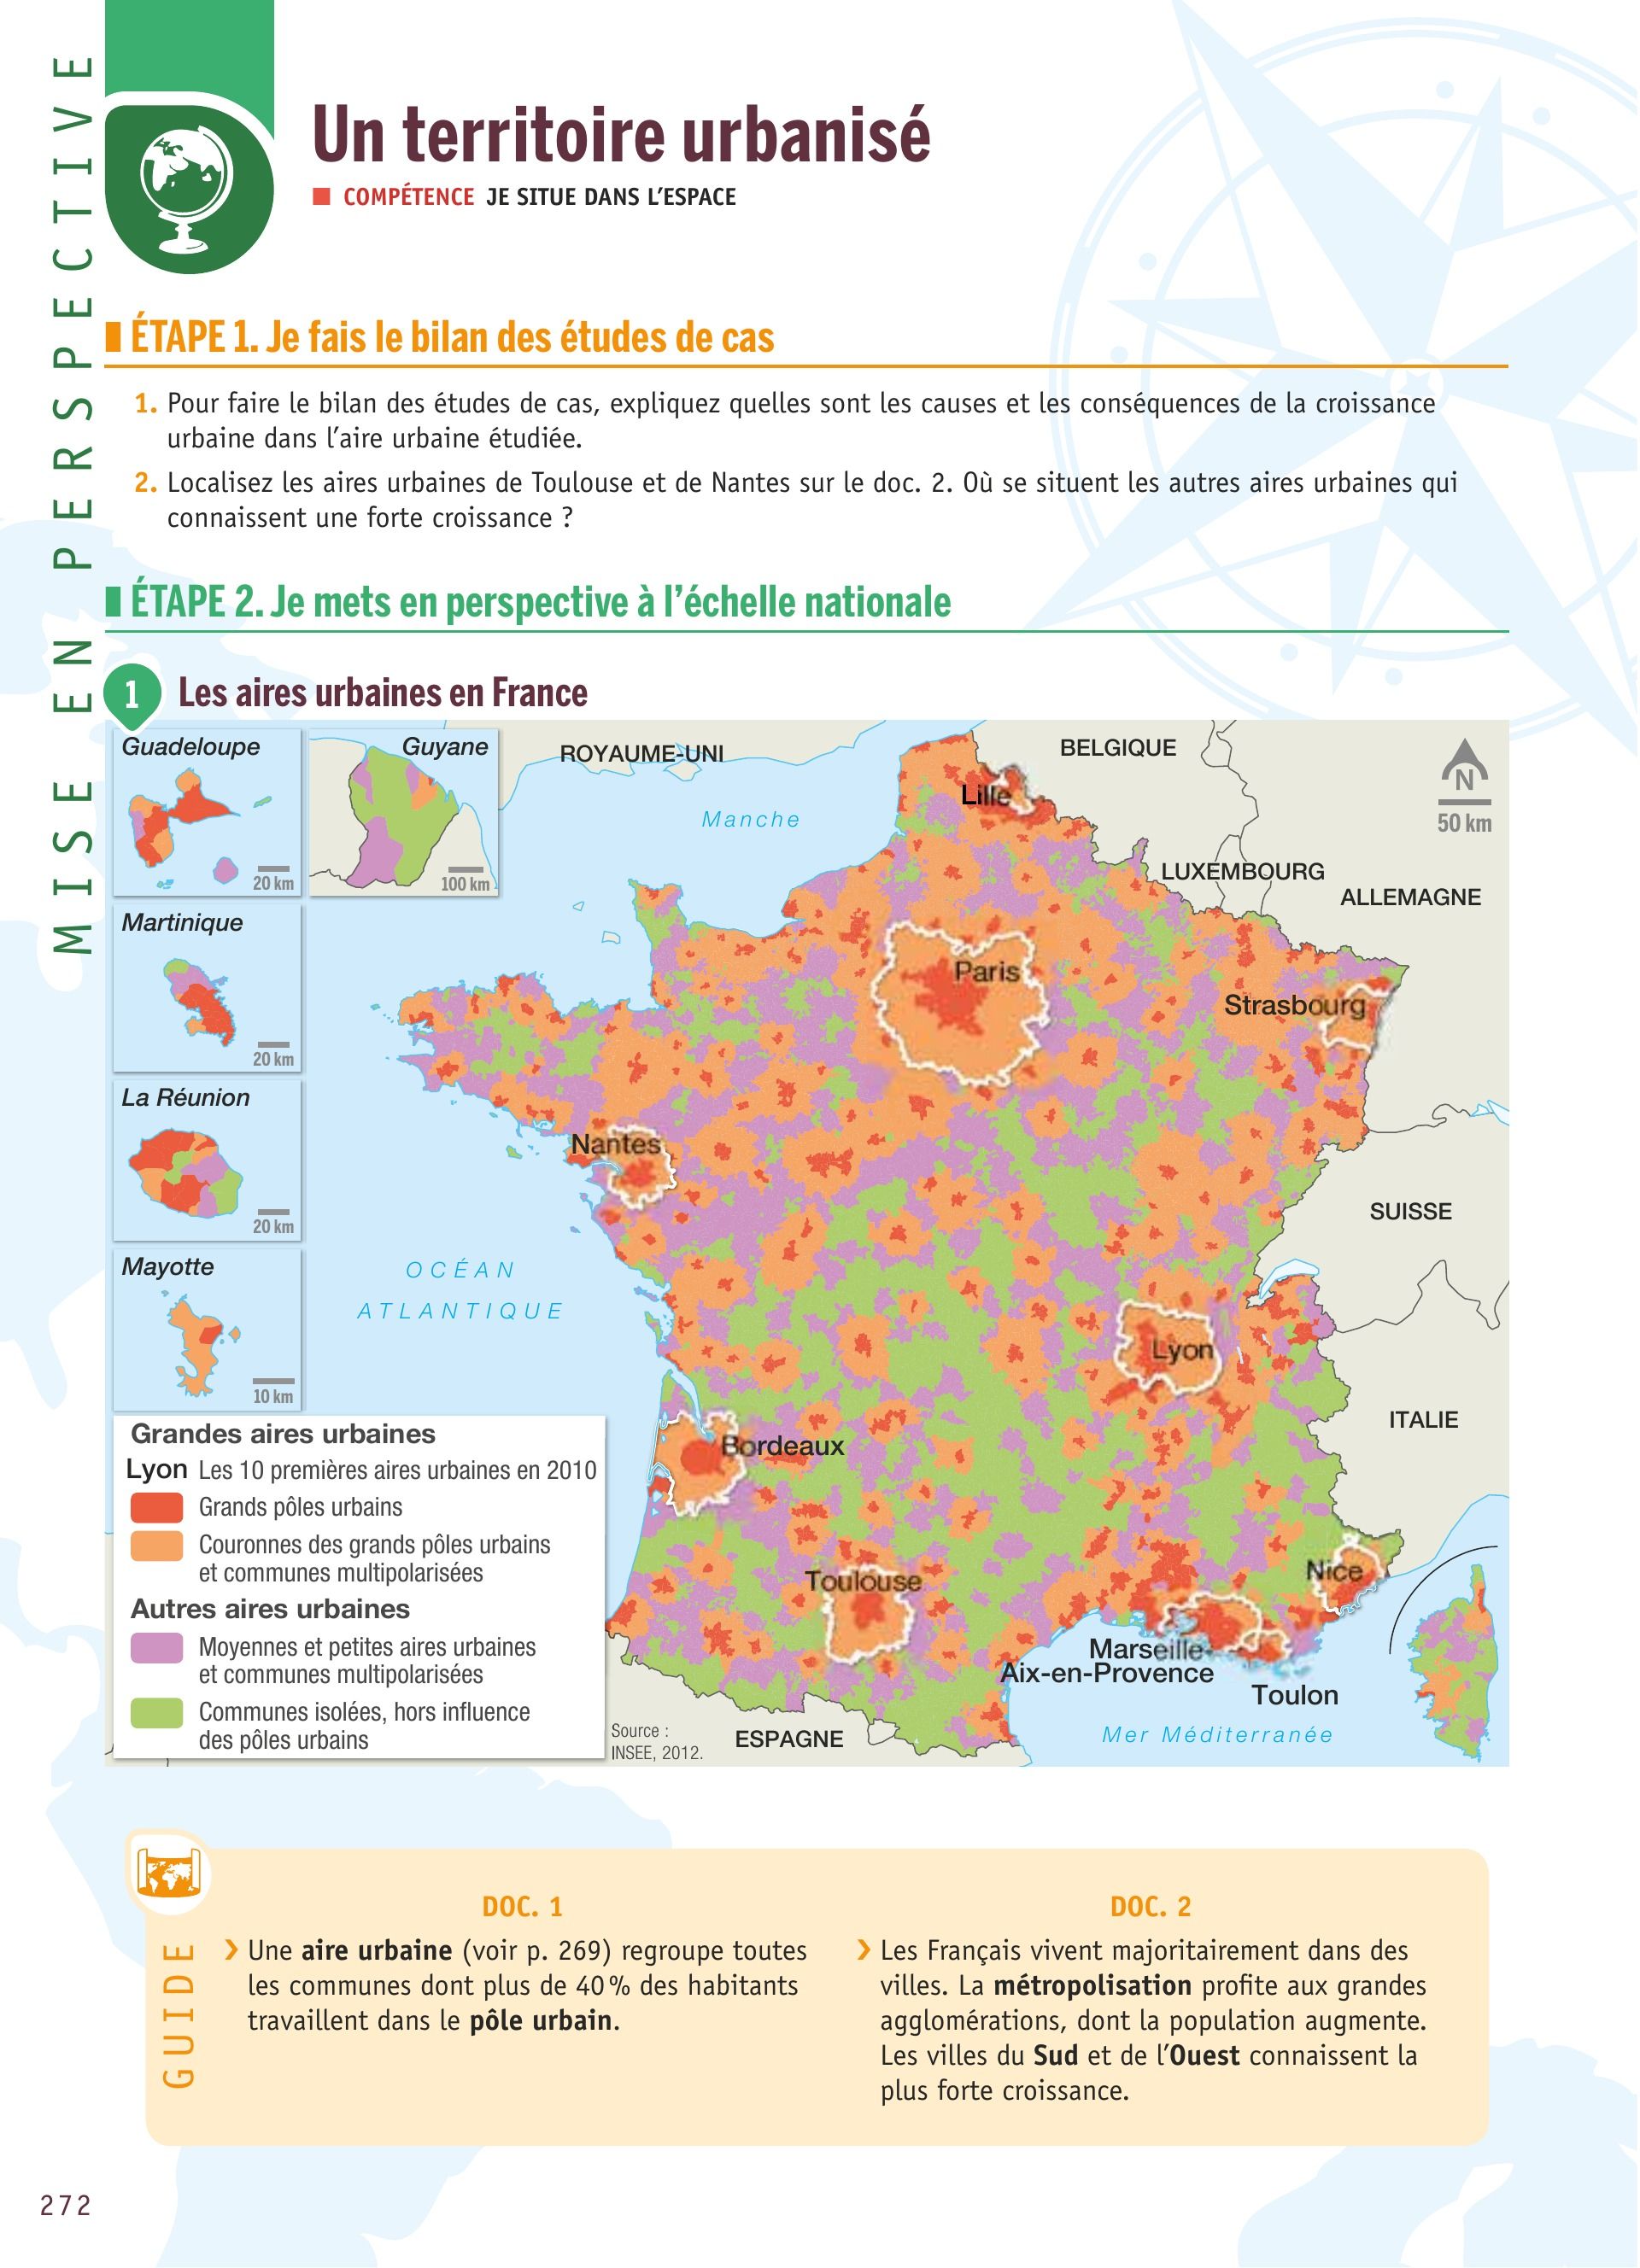 MISE EN PERSPECTIVE
Un territoire urbanisé
COMPÉTENCE JE SITUE DANS L'ESPACE
ÉTAPE 1. Je fais le bilan des études de cas
1. Pour faire le bilan des études de cas, expliquez quelles sont les causes et les conséquences de la croissance
urbaine dans l'aire urbaine étudiée.
2. Localisez les aires urbaines de Toulouse et de Nantes sur le doc. 2. Où se situent les autres aires urbaines qui
connaissent une forte croissance ?
ÉTAPE 2. Je mets en perspective à l'échelle nationale
1 Les aires urbaines en France
Guadeloupe
20 km
Guyane
100 km
Martinique
20 km
La Réunion
20 km
Mayotte
10 km
ROYAUME-UNI
BELGIQUE
N
50 km
Manche
Lille
LUXEMBOURG
ALLEMAGNE
Paris
Strasbourg
Nantes
SUISSE
OCÉAN
ATLANTIQUE
Lyon
ITALIE
Bordeaux
Toulouse
Nice
Marseille-
Aix-en-Provence
Toulon
Mer Méditerranée
ESPAGNE
Grandes aires urbaines
Lyon Les 10 premières aires urbaines en 2010
Grands pôles urbains
Couronnes des grands pôles urbains
et communes multipolarisées
Autres aires urbaines
Moyennes et petites aires urbaines
et communes multipolarisées
Communes isolées, hors influence
des pôles urbains
Source :
INSEE, 2012.
GUIDE
DOC. 1
› Une aire urbaine (voir p. 269) regroupe toutes
les communes dont plus de 40 % des habitants
travaillent dans le pôle urbain.
DOC. 2
› Les Français vivent majoritairement dans des
villes. La métropolisation profite aux grandes
agglomérations, dont la population augmente.
Les villes du Sud et de l'Ouest connaissent la
plus forte croissance.
272